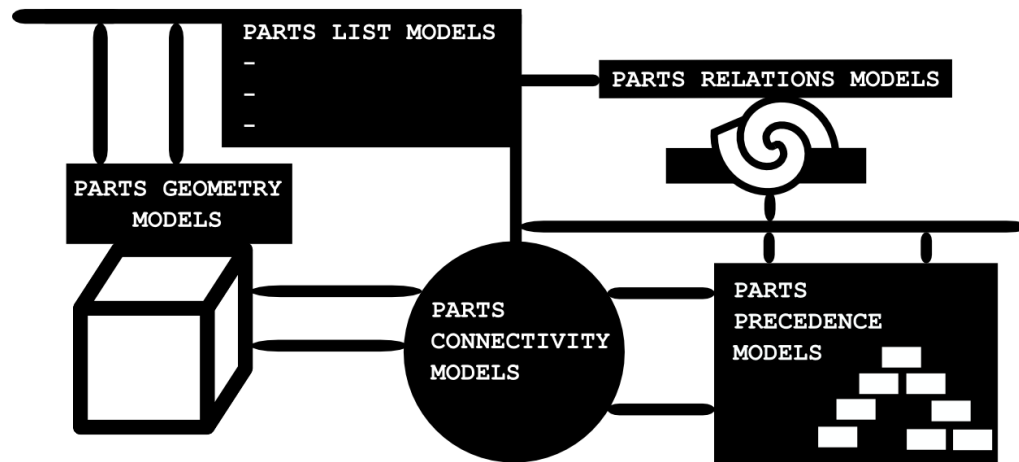 PARTS LIST MODELS
–
–
–
PARTS RELATIONS MODELS
PARTS GEOMETRY
MODELS
PARTS
CONNECTIVITY
MODELS
PARTS
PRECEDENCE
MODELS